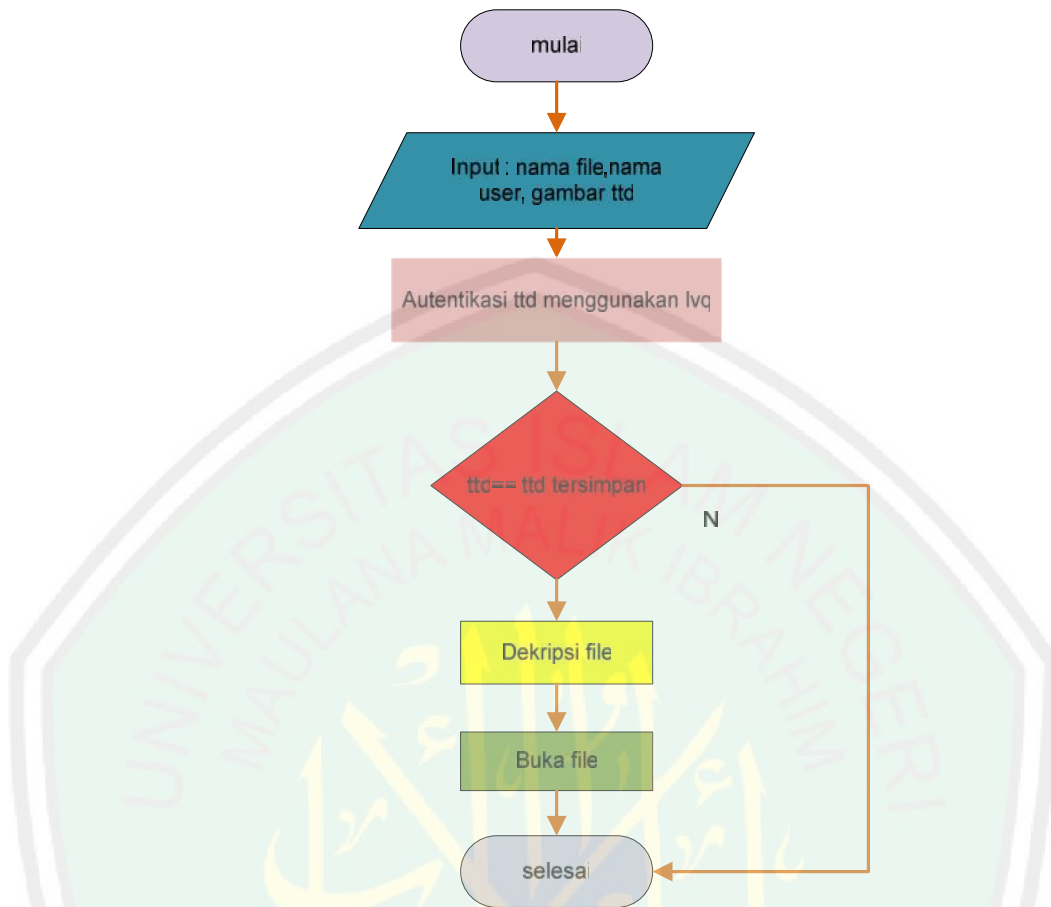 mulai
Input : nama file,nama
user, gambar ttd
Autentikasi ttd menggunakan lvq
ttd== ttd tersimpan
N
Dekripsi file
Buka file
selesai
UNIVERSITAS ISLAM NEGERI
MAULANA MALIK IBRAHIM